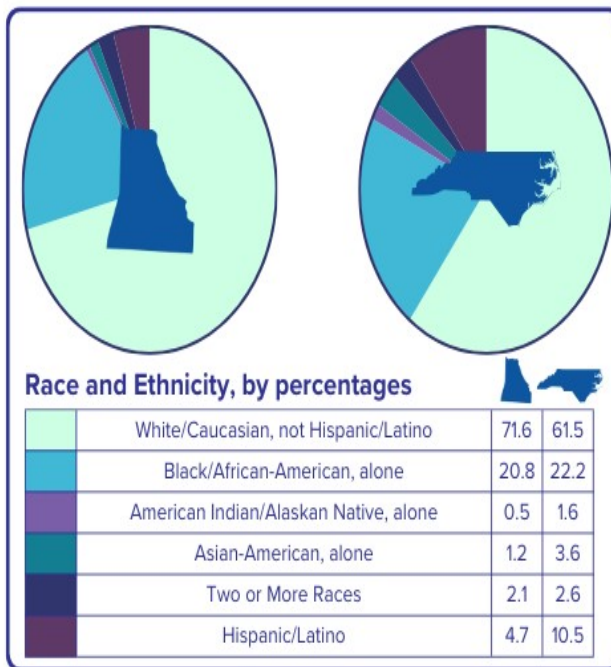 Race and Ethnicity, by percentages
White/Caucasian, not Hispanic/Latino 71.6 61.5
Black/African-American, alone 20.8 22.2
American Indian/Alaskan Native, alone 0.5 1.6
Asian-American, alone 1.2 3.6
Two or More Races 2.1 2.6
Hispanic/Latino 4.7 10.5